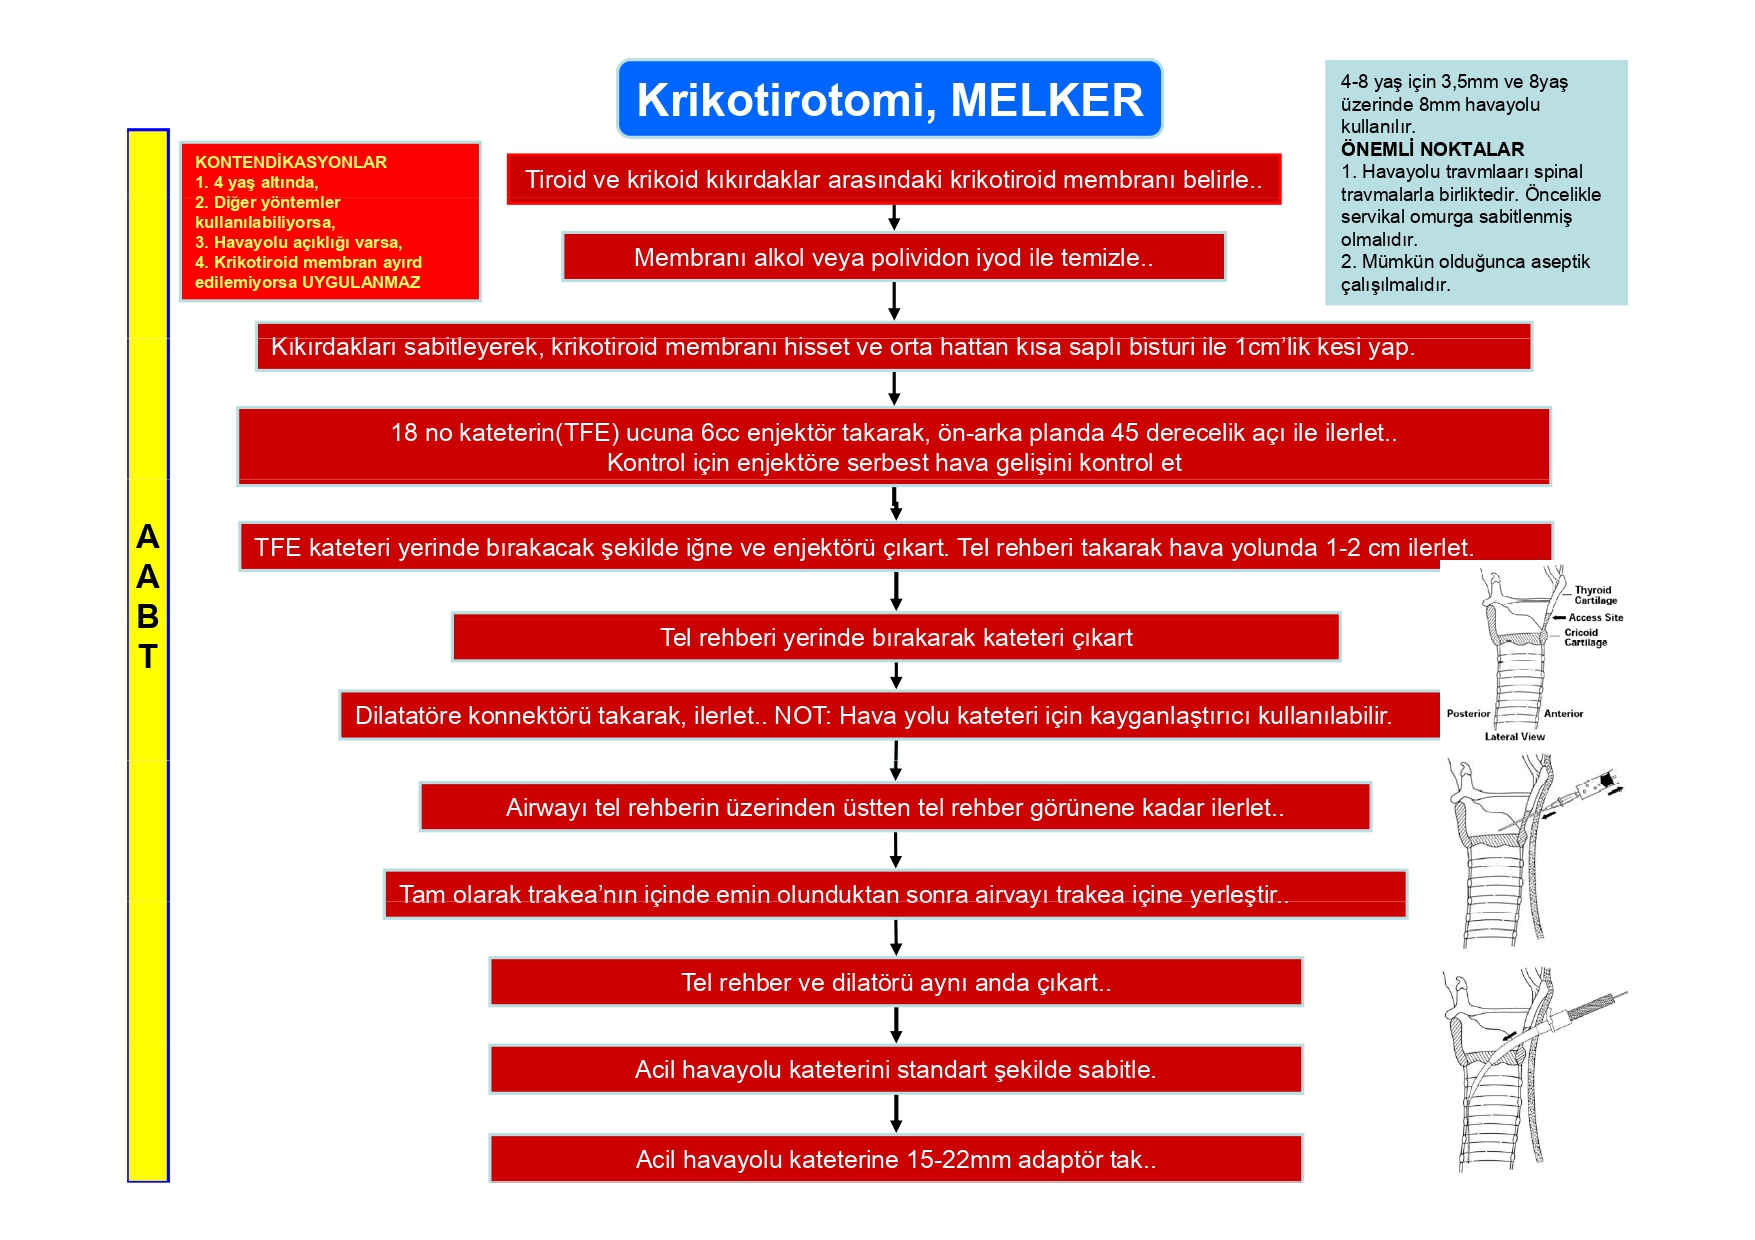 Krikotirotomi, MELKER
4-8 yaş için 3,5mm ve 8yaş
üzerinde 8mm havayolu
kullanılır.
ÖNEMLİ NOKTALAR
1. Havayolu travmlaarı spinal
travmalarla birliktedir. Öncelikle
servikal omurga sabitlenmiş
olmalıdır.
2. Mümkün olduğunca aseptik
çalışılmalıdır.
KONTENDİKASYONLAR
1. 4 yaş altında,
2. Diğer yöntemler
kullanılabiliyorsa,
3. Havayolu açıklığı varsa,
4. Krikotiroid membran ayırd
edilemiyorsa UYGULANMAZ
A
A
B
T
Tiroid ve krikoid kıkırdaklar arasındaki krikotiroid membranı belirle..
Membranı alkol veya polividon iyod ile temizle..
Kıkırdakları sabitleyerek, krikotiroid membranı hisset ve orta hattan kısa saplı bisturi ile 1cm’lik kesi yap.
18 no kateterin(TFE) ucuna 6cc enjektör takarak, ön-arka planda 45 derecelik açı ile ilerlet..
Kontrol için enjektöre serbest hava gelişini kontrol et
TFE kateteri yerinde bırakacak şekilde iğne ve enjektörü çıkart. Tel rehberi takarak hava yolunda 1-2 cm ilerlet.
Tel rehberi yerinde bırakarak kateteri çıkart
Dilatatöre konnektörü takarak, ilerlet.. NOT: Hava yolu kateteri için kayganlaştırıcı kullanılabilir.
Airwayı tel rehberin üzerinden üstten tel rehber görünene kadar ilerlet..
Tam olarak trakea’nın içinde emin olunduktan sonra airvayı trakea içine yerleştir..
Tel rehber ve dilatörü aynı anda çıkart..
Acil havayolu kateterini standart şekilde sabitle.
Acil havayolu kateterine 15-22mm adaptör tak..
Thyroid
Cartilage
Access Site
Cricoid
Cartilage
Posterior
Anterior
Lateral View